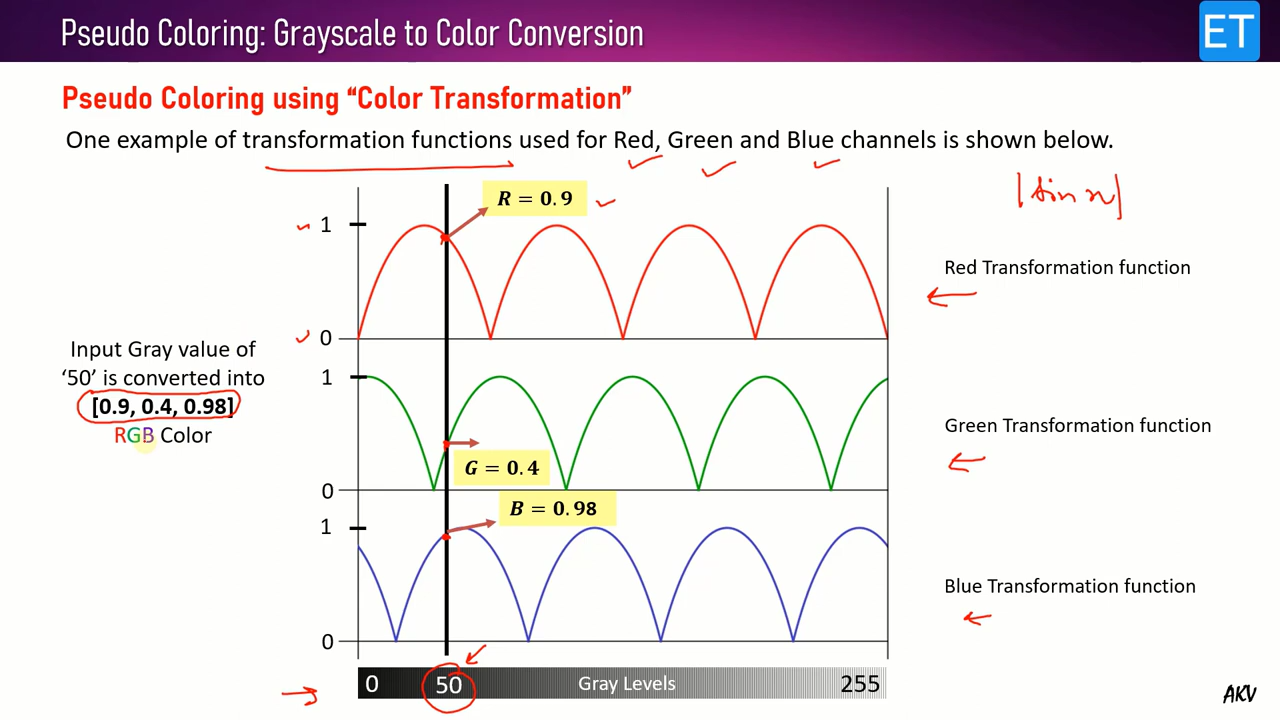 Pseudo Coloring: Grayscale to Color Conversion
ET
Pseudo Coloring using “Color Transformation”
One example of transformation functions used for Red, Green and Blue channels is shown below.
|sin x|
R = 0.9
1
0
Red Transformation function
Input Gray value of
‘50’ is converted into
[0.9, 0.4, 0.98]
RGB Color
1
G = 0.4
0
Green Transformation function
B = 0.98
1
0
Blue Transformation function
0 50 Gray Levels 255
AKV